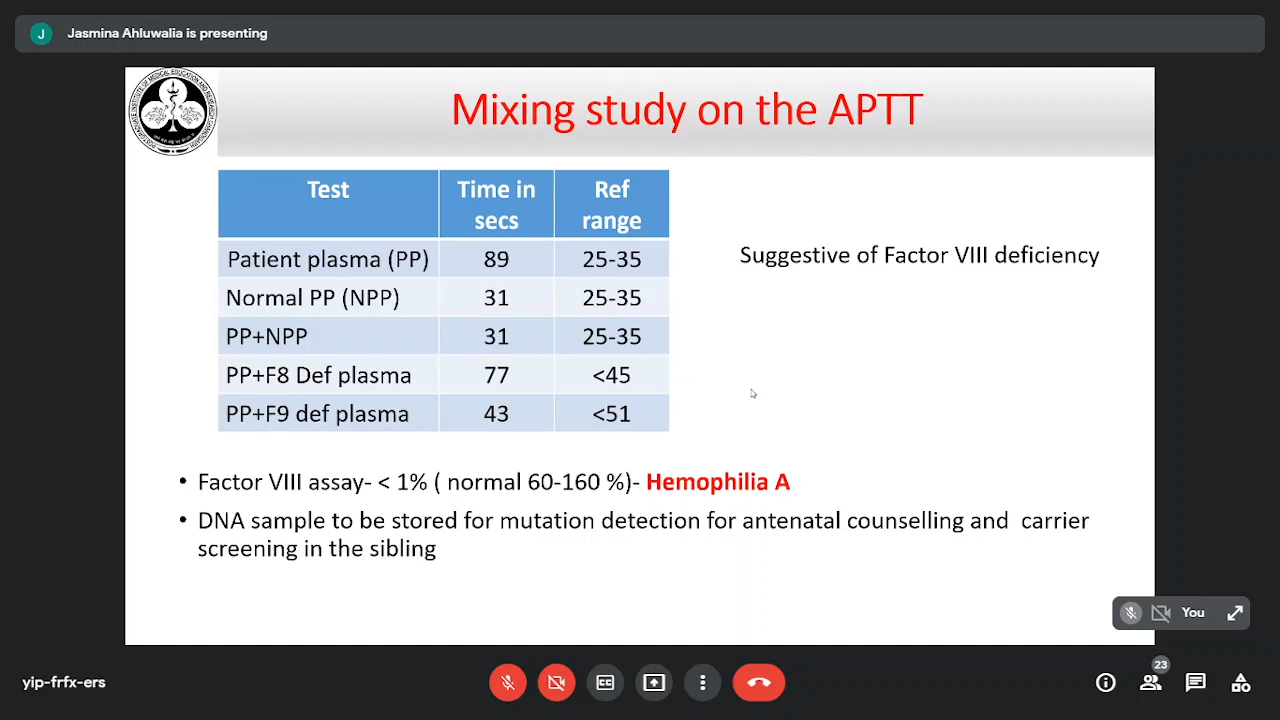 J
Jasmina Ahluwalia is presenting
Mixing study on the APTT
Test
Time in secs
Ref range
Patient plasma (PP) 89 25-35
Normal PP (NPP) 31 25-35
PP+NPP 31 25-35
PP+F8 Def plasma 77 <45
PP+F9 def plasma 43 <51
Suggestive of Factor VIII deficiency
• Factor VIII assay- < 1% ( normal 60-160 %)- Hemophilia A
• DNA sample to be stored for mutation detection for antenatal counselling and carrier
screening in the sibling
You
yip-frfx-ers
CC
23